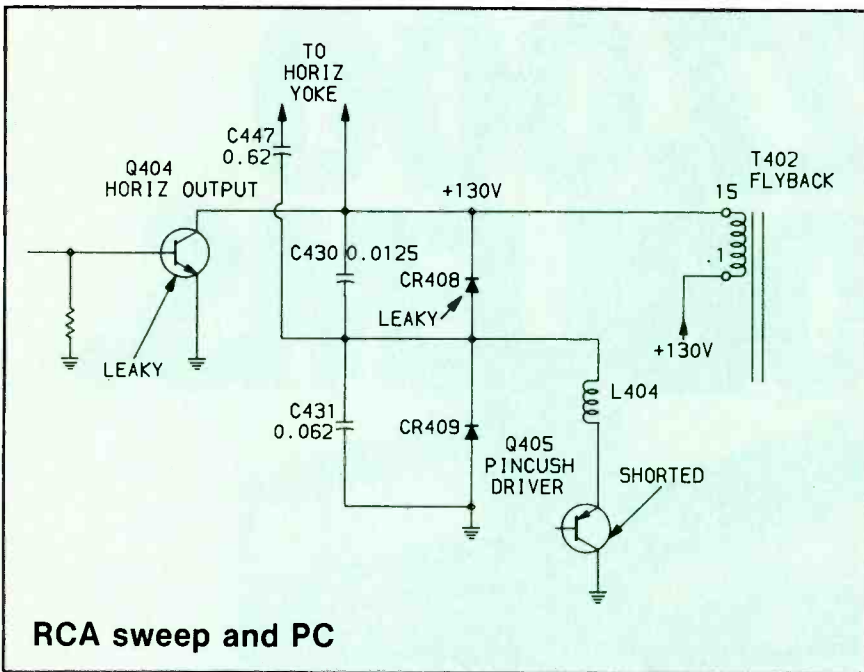 TO
HORIZ
YOKE
C447
0.62
Q404
HORIZ OUTPUT
+130V
T402
FLYBACK
15
C430 0.0125
CR408
LEAKY
.1
+130V
LEAKY
L404
C431
0.062
CR409
Q405
PINCUSH
DRIVER
SHORTED
RCA sweep and PC